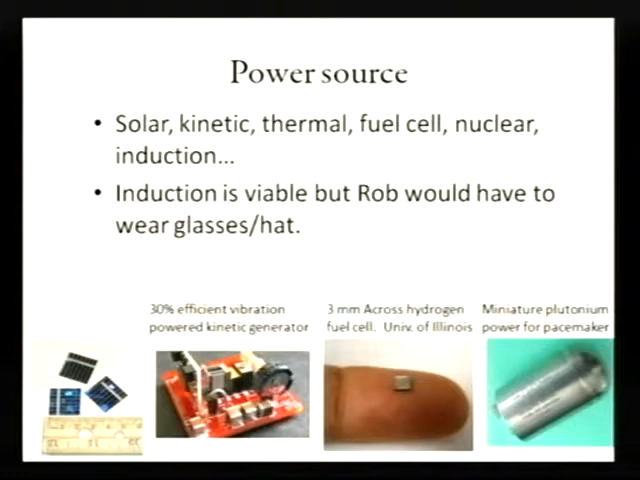 Power source
• Solar, kinetic, thermal, fuel cell, nuclear,
induction...
• Induction is viable but Rob would have to
wear glasses/hat.
30% efficient vibration
powered kinetic generator
3 mm Across hydrogen
fuel cell. Univ. of Illinois
Miniature plutonium
power for pacemaker